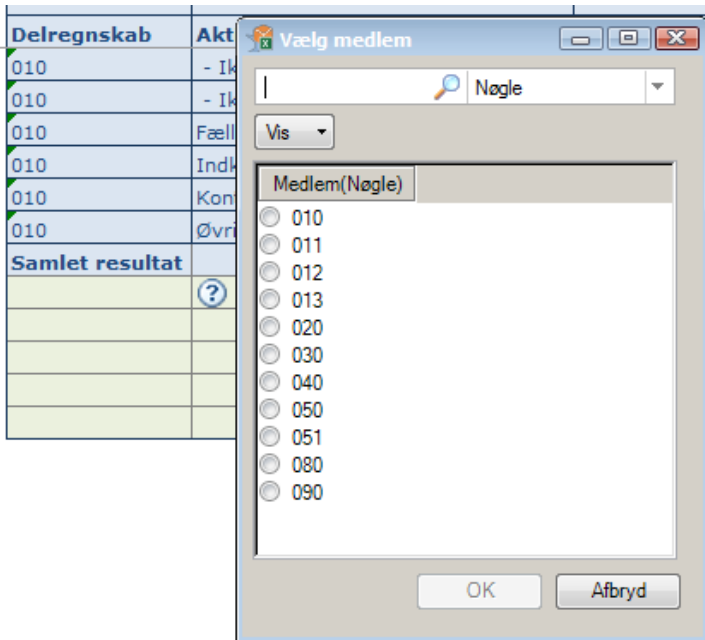 Delregnskab Akt
010 - Ik
010 - Ik
010 Fæll
010 Indk
010 Kont
010 Øvri
Samlet resultat
?
Vælg medlem
Nøgle
Vis
Medlem(Nøgle)
010
011
012
013
020
030
040
050
051
080
090
OK Afbryd